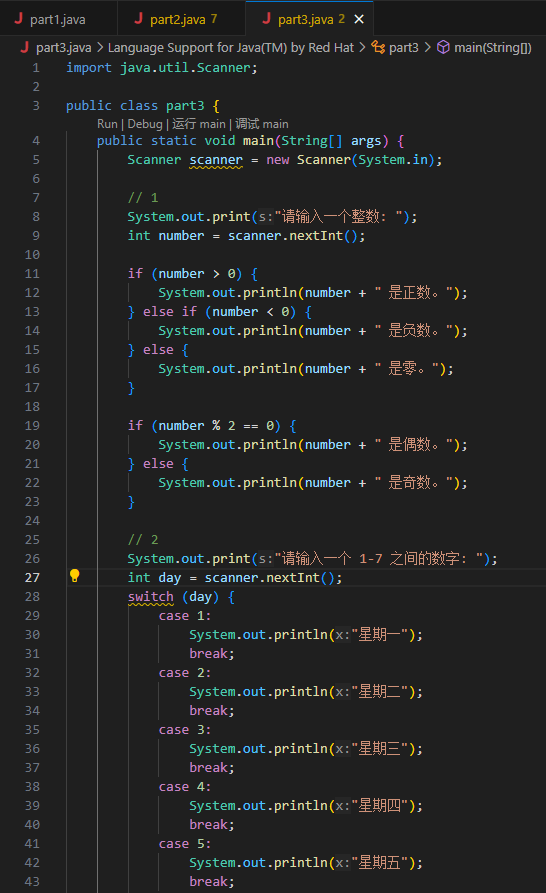 part1.java part2.java 7 part3.java 2 ×
part3.java > Language Support for Java(TM) by Red Hat > part3 > main(String[])
1 import java.util.Scanner;
2
3 public class part3 {
Run | Debug | 运行 main | 调试 main
4 public static void main(String[] args) {
5 Scanner scanner = new Scanner(System.in);
6
7 // 1
8 System.out.print(s:"请输入一个整数: ");
9 int number = scanner.nextInt();
10
11 if (number > 0) {
12 System.out.println(number + " 是正数。");
13 } else if (number < 0) {
14 System.out.println(number + " 是负数。");
15 } else {
16 System.out.println(number + " 是零。");
17 }
18
19 if (number % 2 == 0) {
20 System.out.println(number + " 是偶数。");
21 } else {
22 System.out.println(number + " 是奇数。");
23 }
24
25 // 2
26 System.out.print(s:"请输入一个 1-7 之间的数字: ");
27 int day = scanner.nextInt();
28 switch (day) {
29 case 1:
30 System.out.println(x:"星期一");
31 break;
32 case 2:
33 System.out.println(x:"星期二");
34 break;
35 case 3:
36 System.out.println(x:"星期三");
37 break;
38 case 4:
39 System.out.println(x:"星期四");
40 break;
41 case 5:
42 System.out.println(x:"星期五");
43 break;